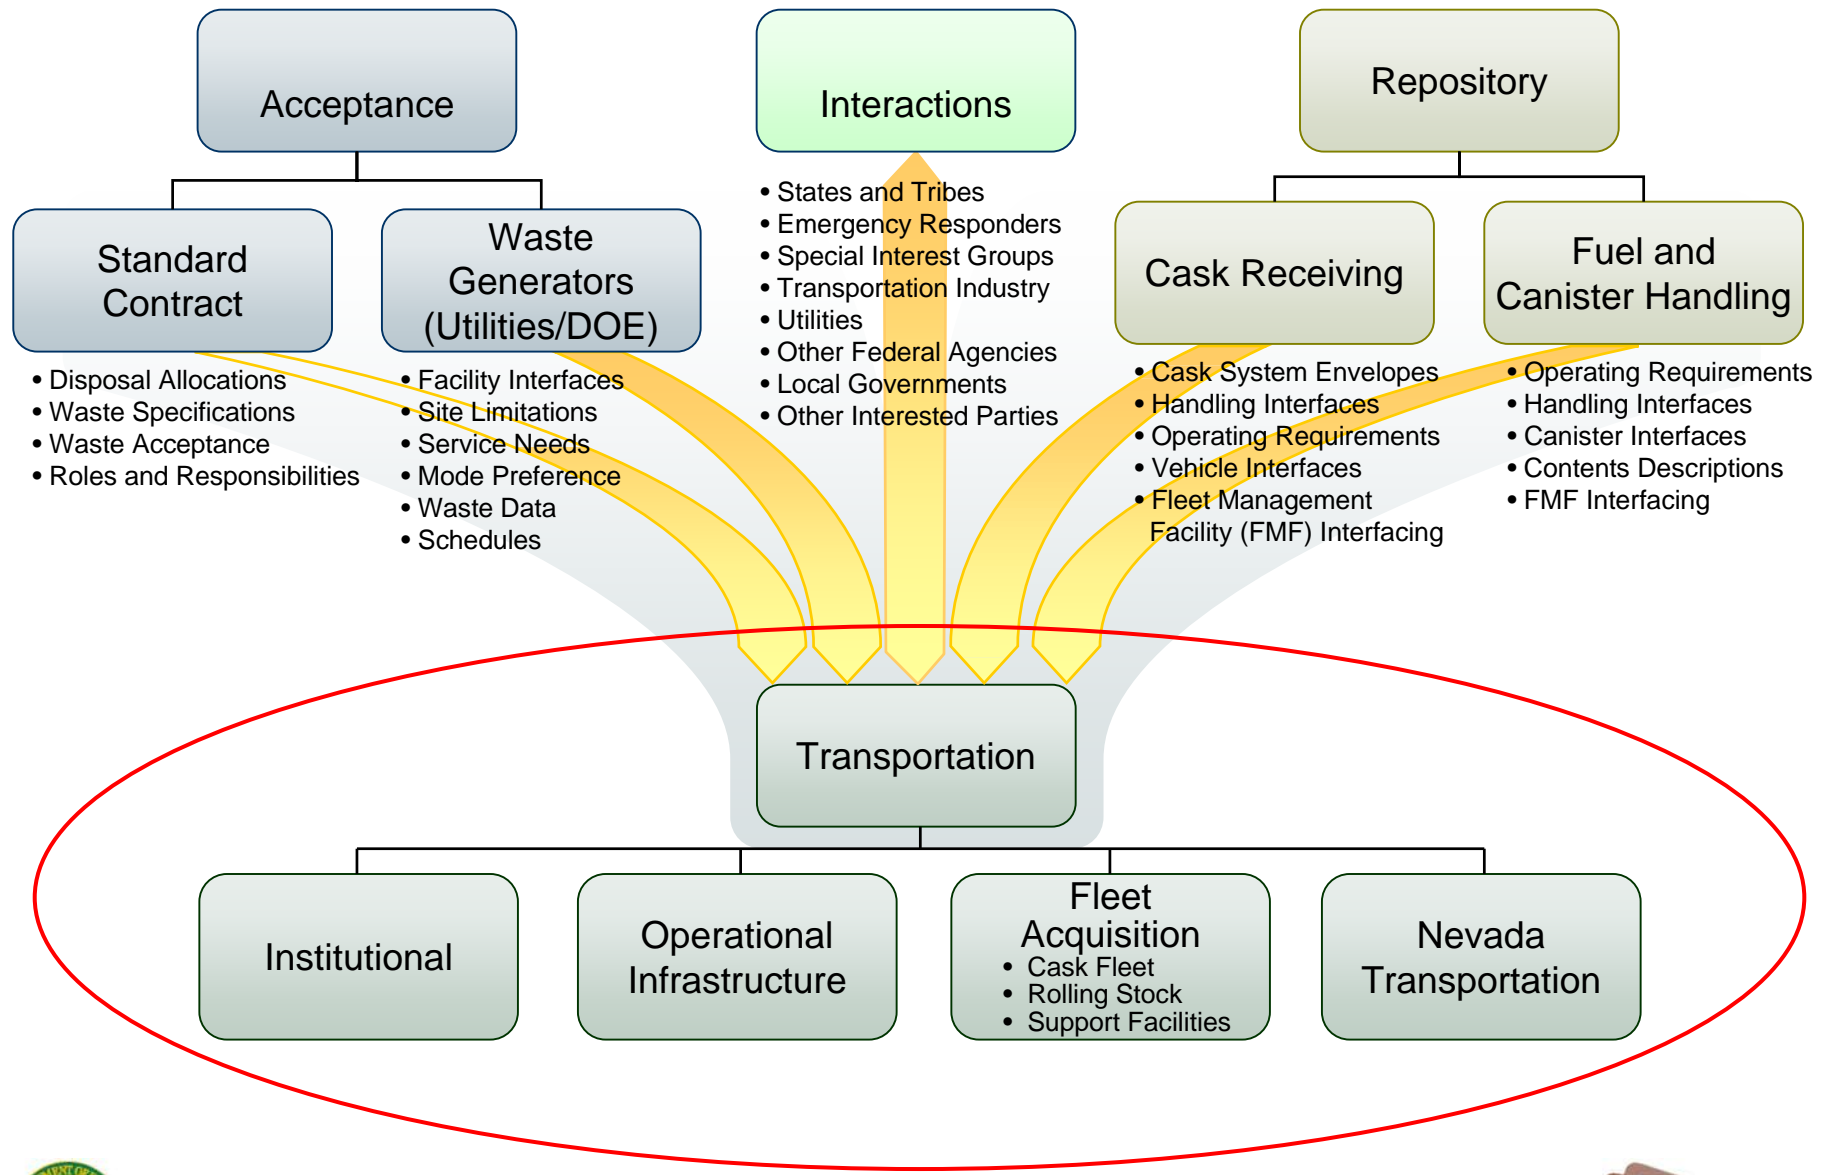 Acceptance
Standard
Contract
• Disposal Allocations
• Waste Specifications
• Waste Acceptance
• Roles and Responsibilities
Waste
Generators
(Utilities/DOE)
• Facility Interfaces
• Site Limitations
• Service Needs
• Mode Preference
• Waste Data
• Schedules
Interactions
• States and Tribes
• Emergency Responders
• Special Interest Groups
• Transportation Industry
• Utilities
• Other Federal Agencies
• Local Governments
• Other Interested Parties
Repository
Cask Receiving
• Cask System Envelopes
• Handling Interfaces
• Operating Requirements
• Vehicle Interfaces
• Fleet Management
Facility (FMF) Interfacing
Fuel and
Canister Handling
• Operating Requirements
• Handling Interfaces
• Canister Interfaces
• Contents Descriptions
• FMF Interfacing
Transportation
Institutional
Operational
Infrastructure
Fleet
Acquisition
• Cask Fleet
• Rolling Stock
• Support Facilities
Nevada
Transportation